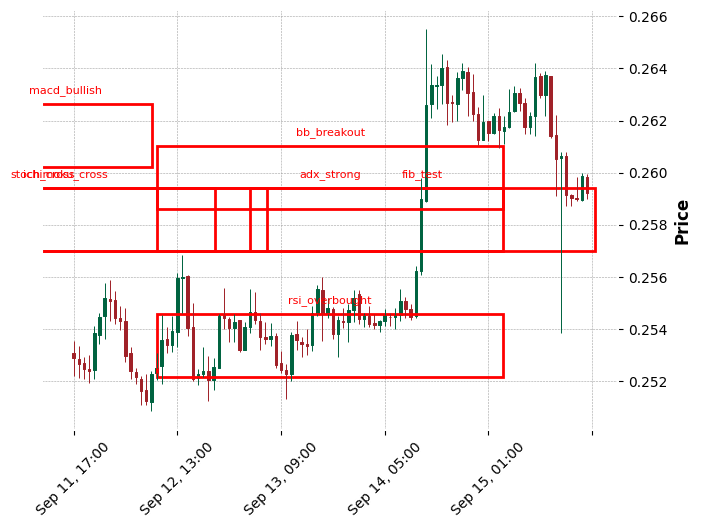 0.266
0.264
macd_bullish
0.262
bb_breakout
0.260
adx_strong
fib_test
0.258
Price
0.256
rsi_overbought
0.254
0.252
Sep 11, 17:00
Sep 12, 13:00
Sep 13, 09:00
Sep 14, 05:00
Sep 15, 01:00